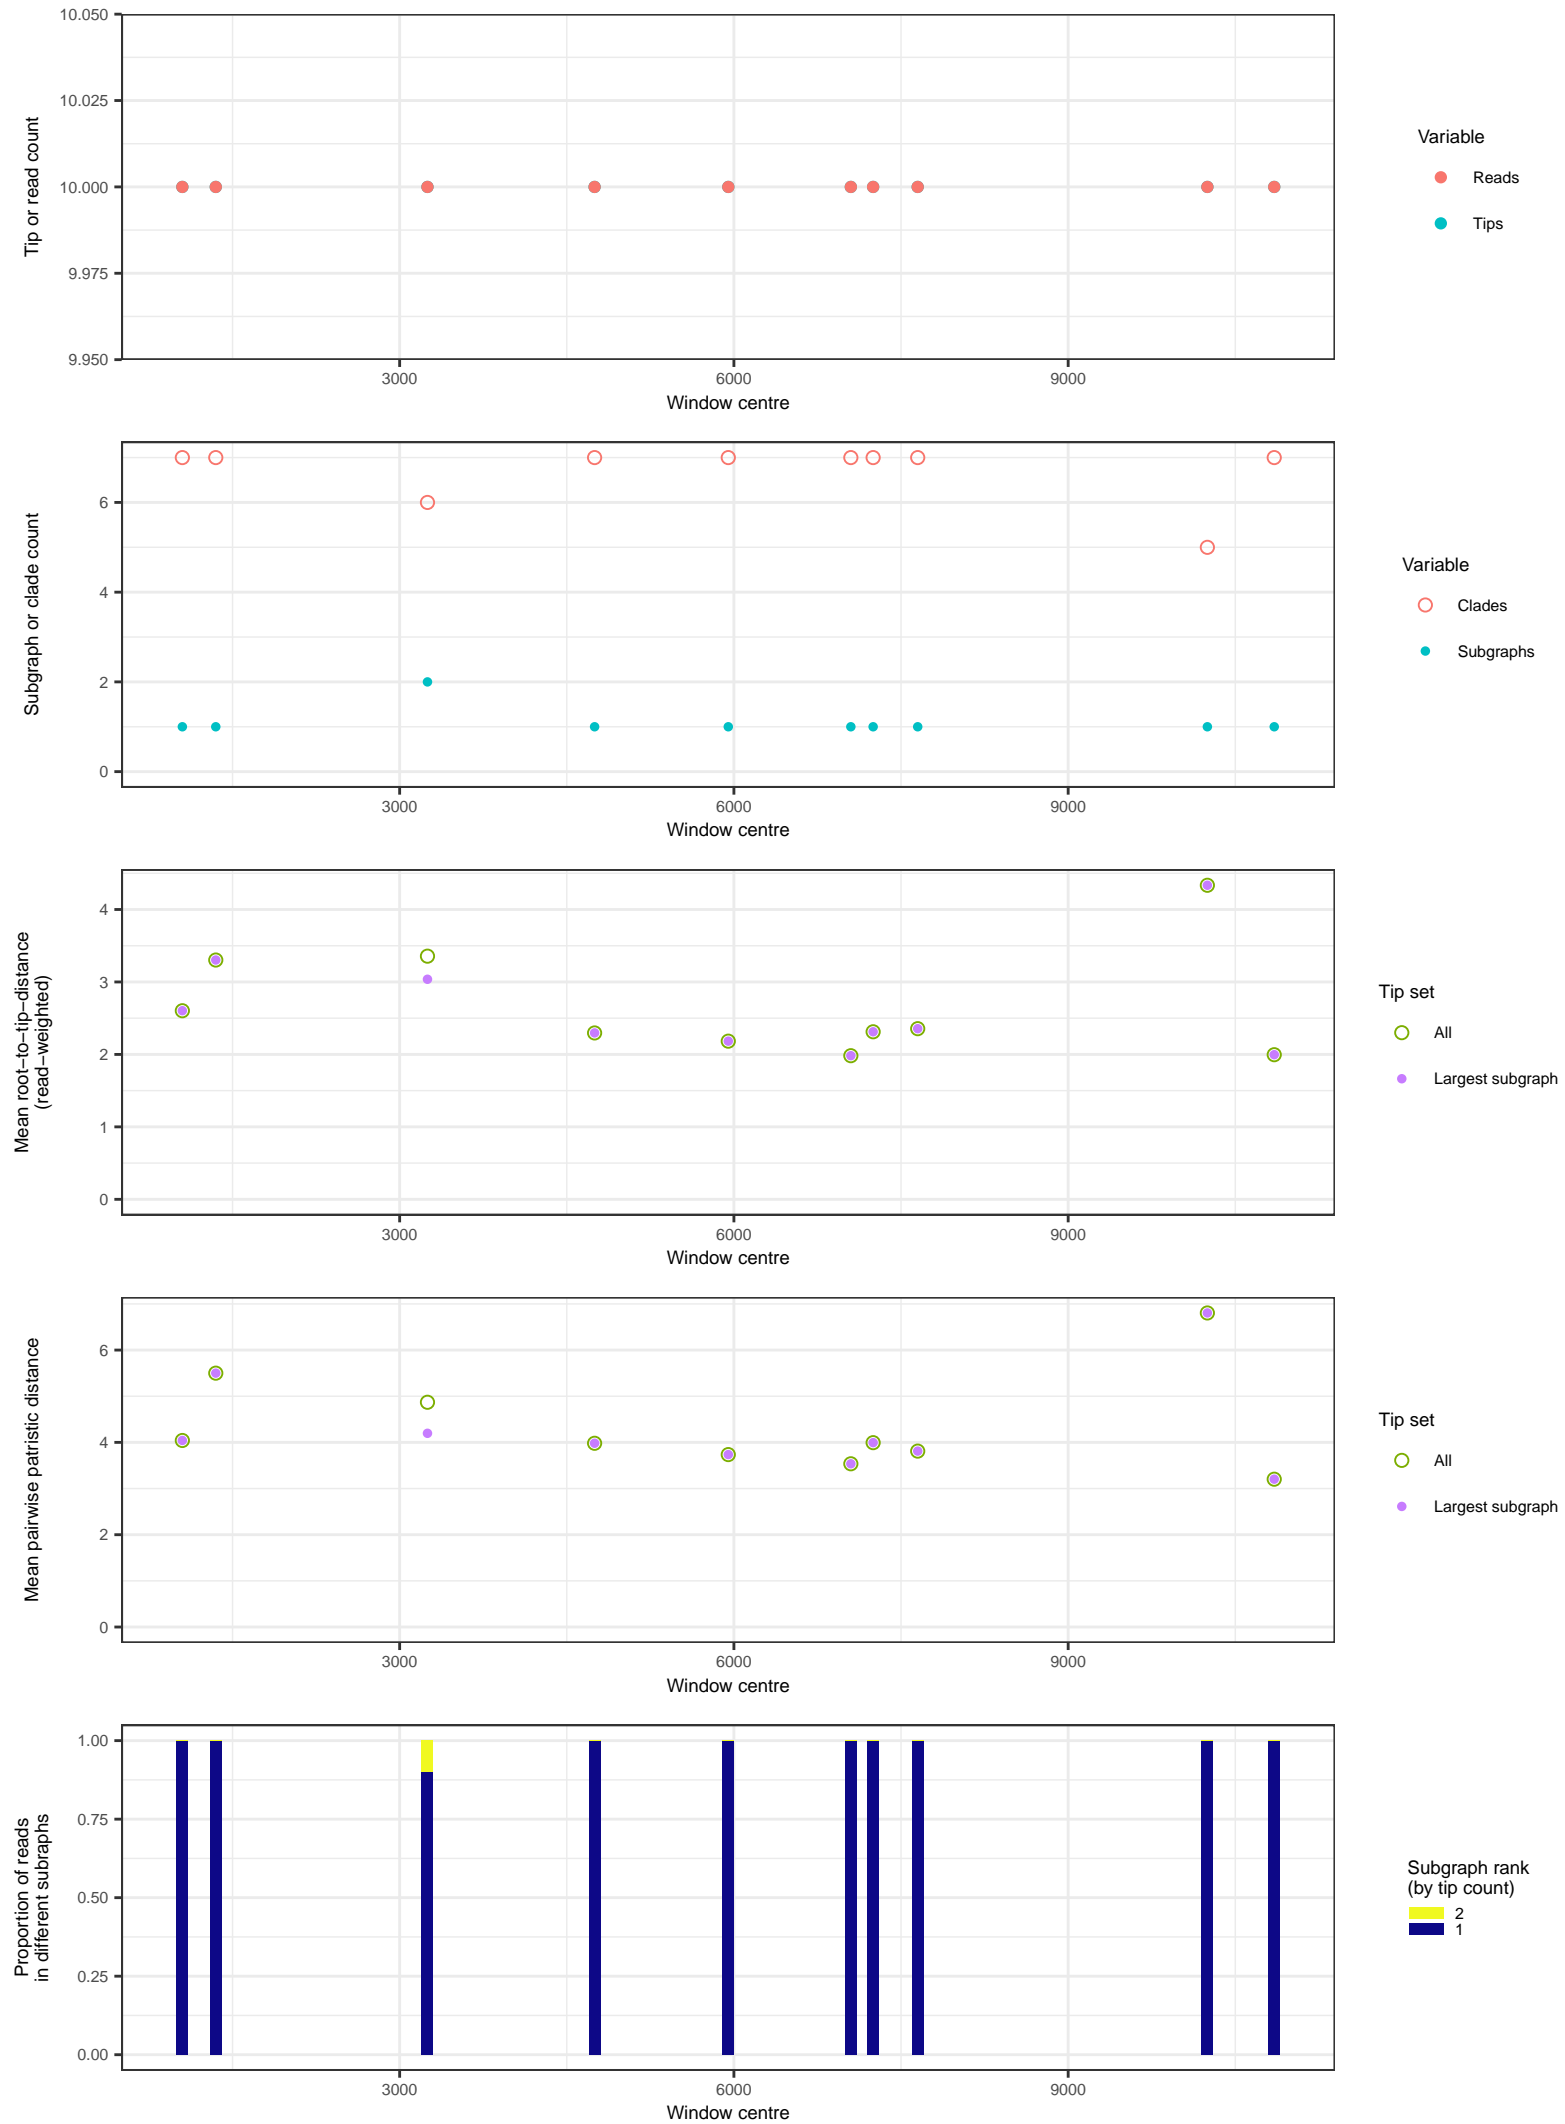 10.050
10.025
10.000
9.975
9.950
Tip or read count
3000
6000
9000
Window centre
Variable
Reads
Tips
6
4
2
0
Subgraph or clade count
3000
6000
9000
Window centre
Variable
Clades
Subgraphs
4
3
2
1
0
Mean root−to−tip−distance
(read−weighted)
3000
6000
9000
Window centre
Tip set
All
Largest subgraph
6
4
2
0
Mean pairwise patristic distance
3000
6000
9000
Window centre
Tip set
All
Largest subgraph
1.00
0.75
0.50
0.25
0.00
Proportion of reads
in different subraphs
3000
6000
9000
Window centre
Subgraph rank
(by tip count)
2
1